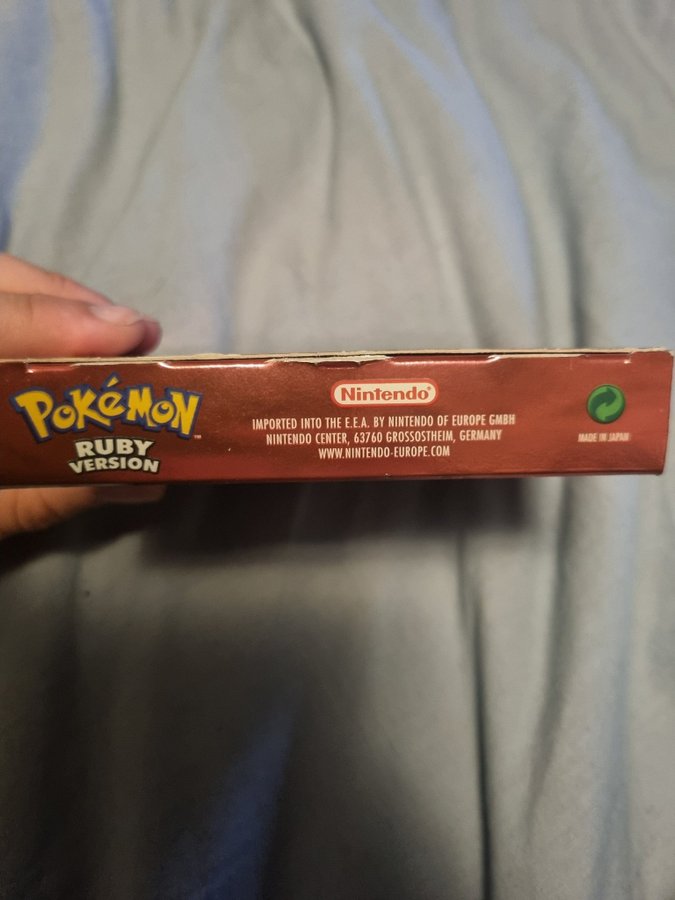 POKéMON™
RUBY
VERSION
Nintendo®
IMPORTED INTO THE E.E.A. BY NINTENDO OF EUROPE GMBH
NINTENDO CENTER, 63760 GROSSOSTHEIM, GERMANY
WWW.NINTENDO-EUROPE.COM
MADE IN JAPAN